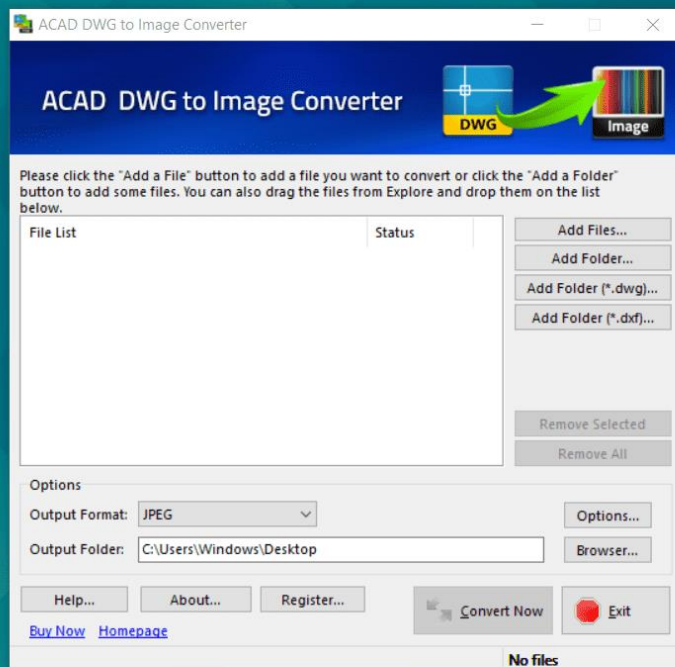 ACAD DWG to Image Converter
ACAD DWG to Image Converter
DWG
Image
Please click the "Add a File" button to add a file you want to convert or click the "Add a Folder"
button to add some files. You can also drag the files from Explore and drop them on the list
below.
File List Status
Add Files...
Add Folder...
Add Folder (*.dwg)...
Add Folder (*.dxf)...
Remove Selected
Remove All
Options
Output Format: JPEG Options...
Output Folder: C:\Users\Windows\Desktop Browser...
Help... About... Register... Convert Now Exit
Buy Now Homepage
No files